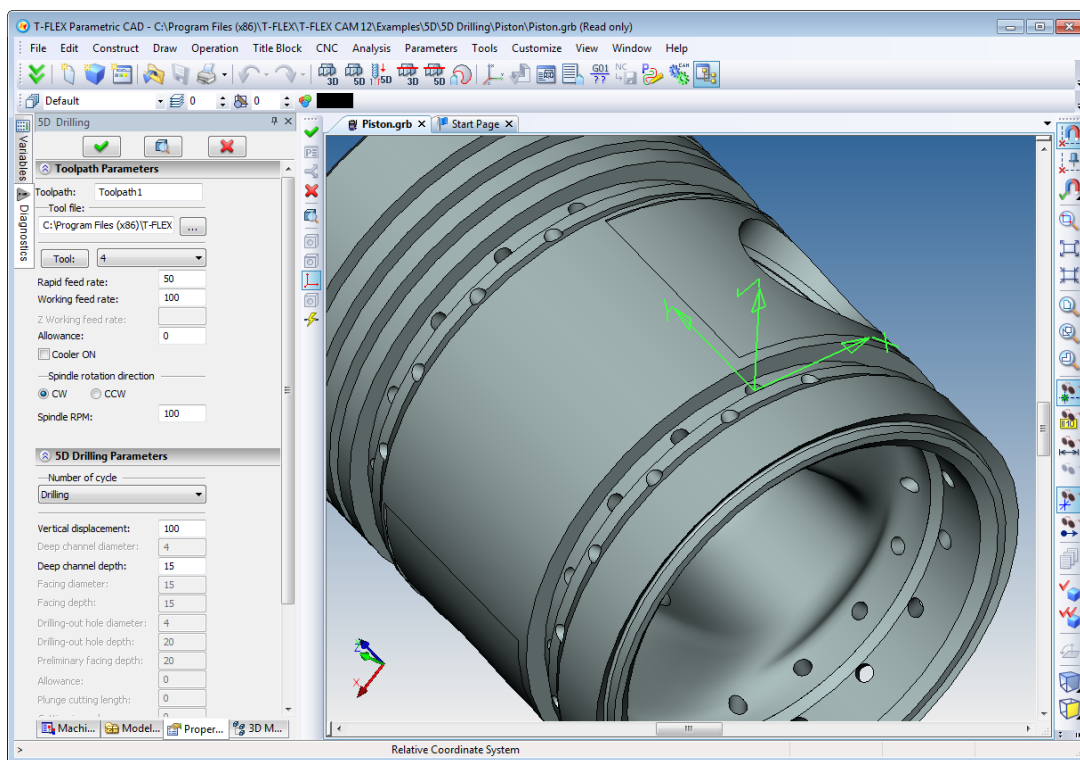 T-FLEX Parametric CAD - C:\Program Files (x86)\T-FLEX\T-FLEX CAM 12\Examples\5D\5D Drilling\Piston\Piston.grb (Read only)
File Edit Construct Draw Operation Title Block CNC Analysis Parameters Tools Customize View Window Help
3D 5D 5D 3D 5D G01 ?? NC CAM
Default 0 0
5D Drilling
Piston.grb Start Page
Variables
Diagnostics
Toolpath Parameters
Toolpath: Toolpath1
Tool file:
C:\Program Files (x86)\T-FLEX ...
Tool: 4
Rapid feed rate: 50
Working feed rate: 100
Z Working feed rate:
Allowance: 0
Cooler ON
Spindle rotation direction
CW CCW
Spindle RPM: 100
5D Drilling Parameters
Number of cycle
Drilling
Vertical displacement: 100
Deep channel diameter: 4
Deep channel depth: 15
Facing diameter: 15
Facing depth: 15
Drilling-out hole diameter: 4
Drilling-out hole depth: 20
Preliminary facing depth: 20
Allowance: 0
Plunge cutting length: 0
Machi... Model... Proper... 3D M...
PE
Y Z X
Z X
> Relative Coordinate System